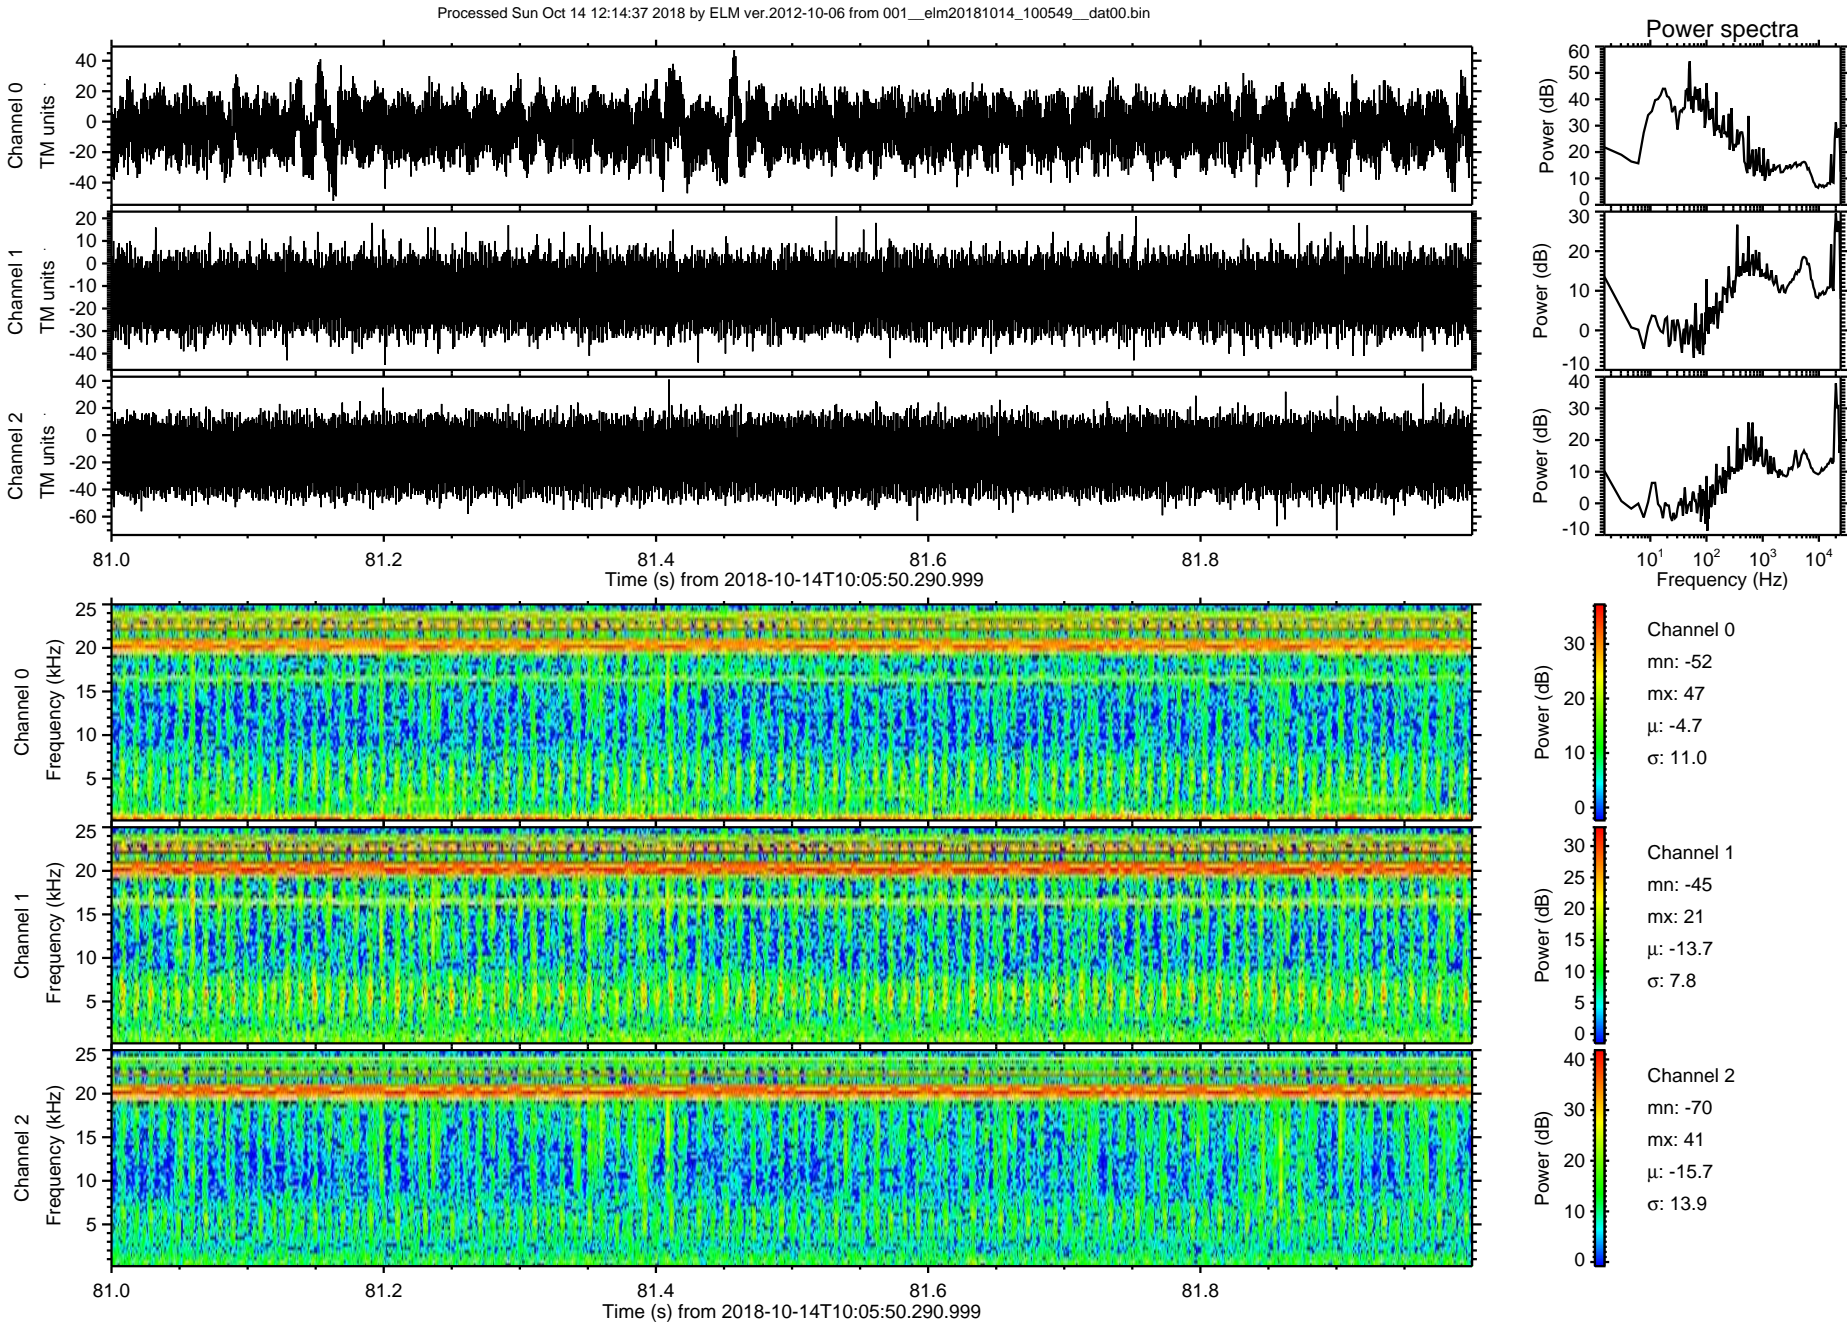 Processed Sun Oct 14 12:14:37 2018 by ELM ver.2012-10-06 from 001__elm20181014_100549__dat00.bin
Power spectra
Channel 0
TM units
40
20
0
-20
-40
Power (dB)
60
50
40
30
20
10
0
Channel 1
TM units
20
10
0
-10
-20
-30
-40
Power (dB)
30
20
10
0
-10
Channel 2
TM units
40
20
0
-20
-40
-60
Power (dB)
40
30
20
10
0
-10
81.0 81.2 81.4 81.6 81.8
Time (s) from 2018-10-14T10:05:50.290.999
10^1 10^2 10^3 10^4
Frequency (Hz)
Channel 0
Frequency (kHz)
25
20
15
10
5
Power (dB)
30
20
10
0
Channel 0
mn: -52
mx: 47
μ: -4.7
σ: 11.0
Channel 1
Frequency (kHz)
25
20
15
10
5
Power (dB)
30
25
20
15
10
5
0
Channel 1
mn: -45
mx: 21
μ: -13.7
σ: 7.8
Channel 2
Frequency (kHz)
25
20
15
10
5
Power (dB)
40
30
20
10
0
Channel 2
mn: -70
mx: 41
μ: -15.7
σ: 13.9
81.0 81.2 81.4 81.6 81.8
Time (s) from 2018-10-14T10:05:50.290.999